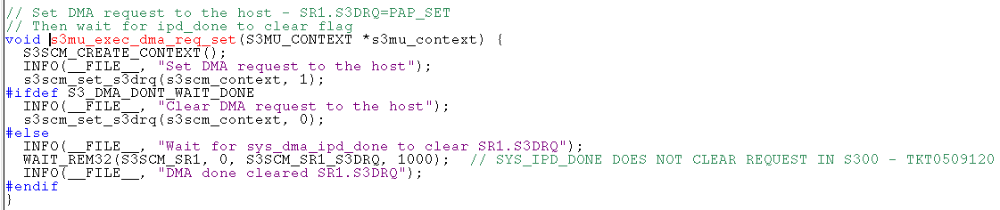 // Set DMA request to the host - SR1.S3DRQ=PAP_SET
// Then wait for ipd_done to clear flag
void s3mu_exec_dma_req_set(S3MU_CONTEXT *s3mu_context) {
  S3SCM_CREATE_CONTEXT();
  INFO(__FILE__, "Set DMA request to the host");
  s3scm_set_s3drq(s3scm_context, 1);
#ifdef S3_DMA_DONT_WAIT_DONE
  INFO(__FILE__, "Clear DMA request to the host");
  s3scm_set_s3drq(s3scm_context, 0);
#else
  INFO(__FILE__, "Wait for sys_dma_ipd_done to clear SR1.S3DRQ");
  WAIT_REM32(S3SCM_SR1, 0, S3SCM_SR1_S3DRQ, 1000);   // SYS_IPD_DONE DOES NOT CLEAR REQUEST IN S300 - TKT0509120
  INFO(__FILE__, "DMA done cleared SR1.S3DRQ");
#endif
}